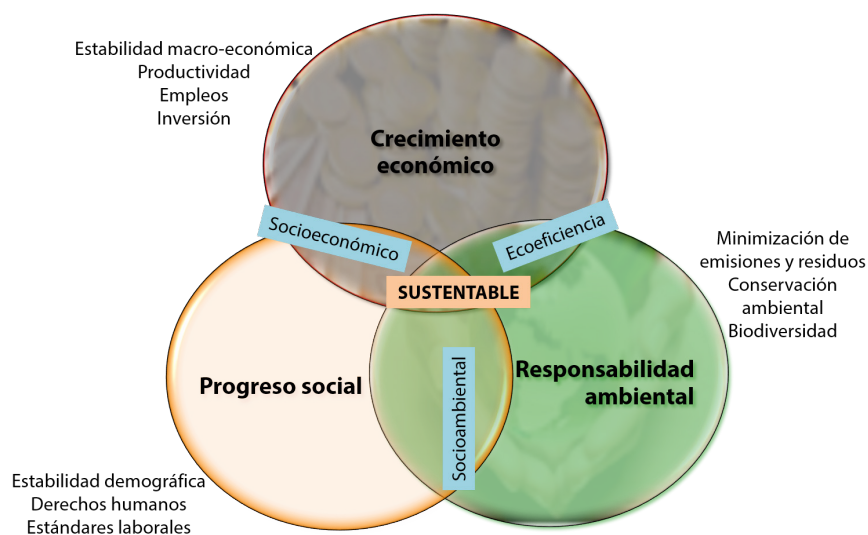 Estabilidad macro-económica
Productividad
Empleos
Inversión
Crecimiento
económico
Socioeconómico
Ecoeficiencia
SUSTENTABLE
Minimización de
emisiones y residuos
Conservación
ambiental
Biodiversidad
Progreso social
Responsabilidad
ambiental
Socioambiental
Estabilidad demográfica
Derechos humanos
Estándares laborales